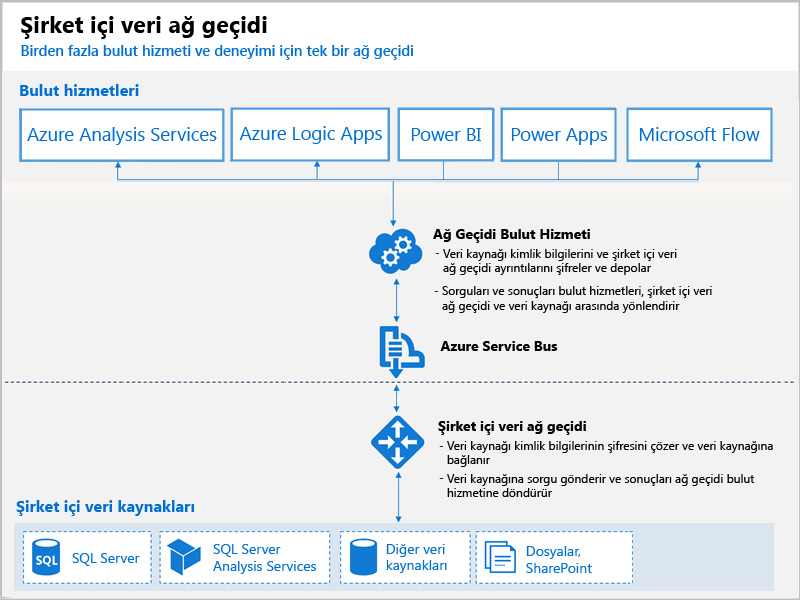 Şirket içi veri ağ geçidi
Birden fazla bulut hizmeti ve deneyimi için tek bir ağ geçidi
Bulut hizmetleri
Azure Analysis Services
Azure Logic Apps
Power BI
Power Apps
Microsoft Flow
Ağ Geçidi Bulut Hizmeti
- Veri kaynağı kimlik bilgilerini ve şirket içi veri
ağ geçidi ayrıntılarını şifreler ve depolar
- Sorguları ve sonuçları bulut hizmetleri, şirket içi veri
ağ geçidi ve veri kaynağı arasında yönlendirir
Azure Service Bus
Şirket içi veri ağ geçidi
- Veri kaynağı kimlik bilgilerinin şifresini çözer ve veri kaynağına
bağlanır
- Veri kaynağına sorgu gönderir ve sonuçları ağ geçidi bulut
hizmetine döndürür
Şirket içi veri kaynakları
SQL
SQL Server
SQL Server
Analysis Services
Diğer veri
kaynakları
Dosyalar,
SharePoint